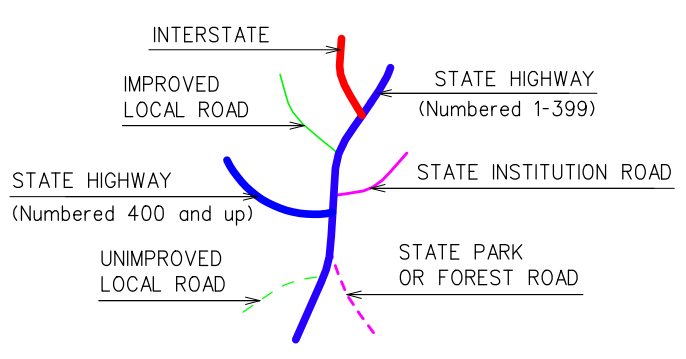 INTERSTATE
STATE HIGHWAY
(Numbered 1-399)
IMPROVED
LOCAL ROAD
STATE INSTITUTION ROAD
STATE HIGHWAY
(Numbered 400 and up)
UNIMPROVED
LOCAL ROAD
STATE PARK
OR FOREST ROAD